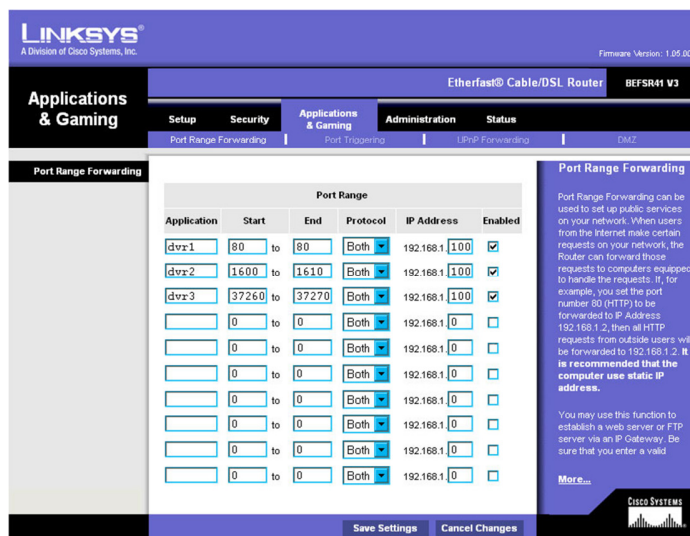 LINKSYS®
A Division of Cisco Systems, Inc.
Firmware Version: 1.05.00
Etherfast® Cable/DSL Router BEFSR41 V3
Applications
& Gaming
Setup Security Applications & Gaming Administration Status
Port Range Forwarding Port Triggering UPnP Forwarding DMZ
Port Range Forwarding
Port Range
Application Start End Protocol IP Address Enabled
dvr1 80 to 80 Both 192.168.1.100
dvr2 1600 to 1610 Both 192.168.1.100
dvr3 37260 to 37270 Both 192.168.1.100
0 to 0 Both 192.168.1.0
0 to 0 Both 192.168.1.0
0 to 0 Both 192.168.1.0
0 to 0 Both 192.168.1.0
0 to 0 Both 192.168.1.0
0 to 0 Both 192.168.1.0
0 to 0 Both 192.168.1.0
Save Settings Cancel Changes
Port Range Forwarding
Port Range Forwarding can be
used to set up public services
on your network. When users
from the Internet make certain
requests on your network, the
Router can forward those
requests to computers equipped
to handle the requests. If, for
example, you set the port
number 80 (HTTP) to be
forwarded to IP Address
192.168.1.2, then all HTTP
requests from outside users will
be forwarded to 192.168.1.2. It
is recommended that the
computer use static IP
address.
You may use this function to
establish a web server or FTP
server via an IP Gateway. Be
sure that you enter a valid
More...
CISCO SYSTEMS